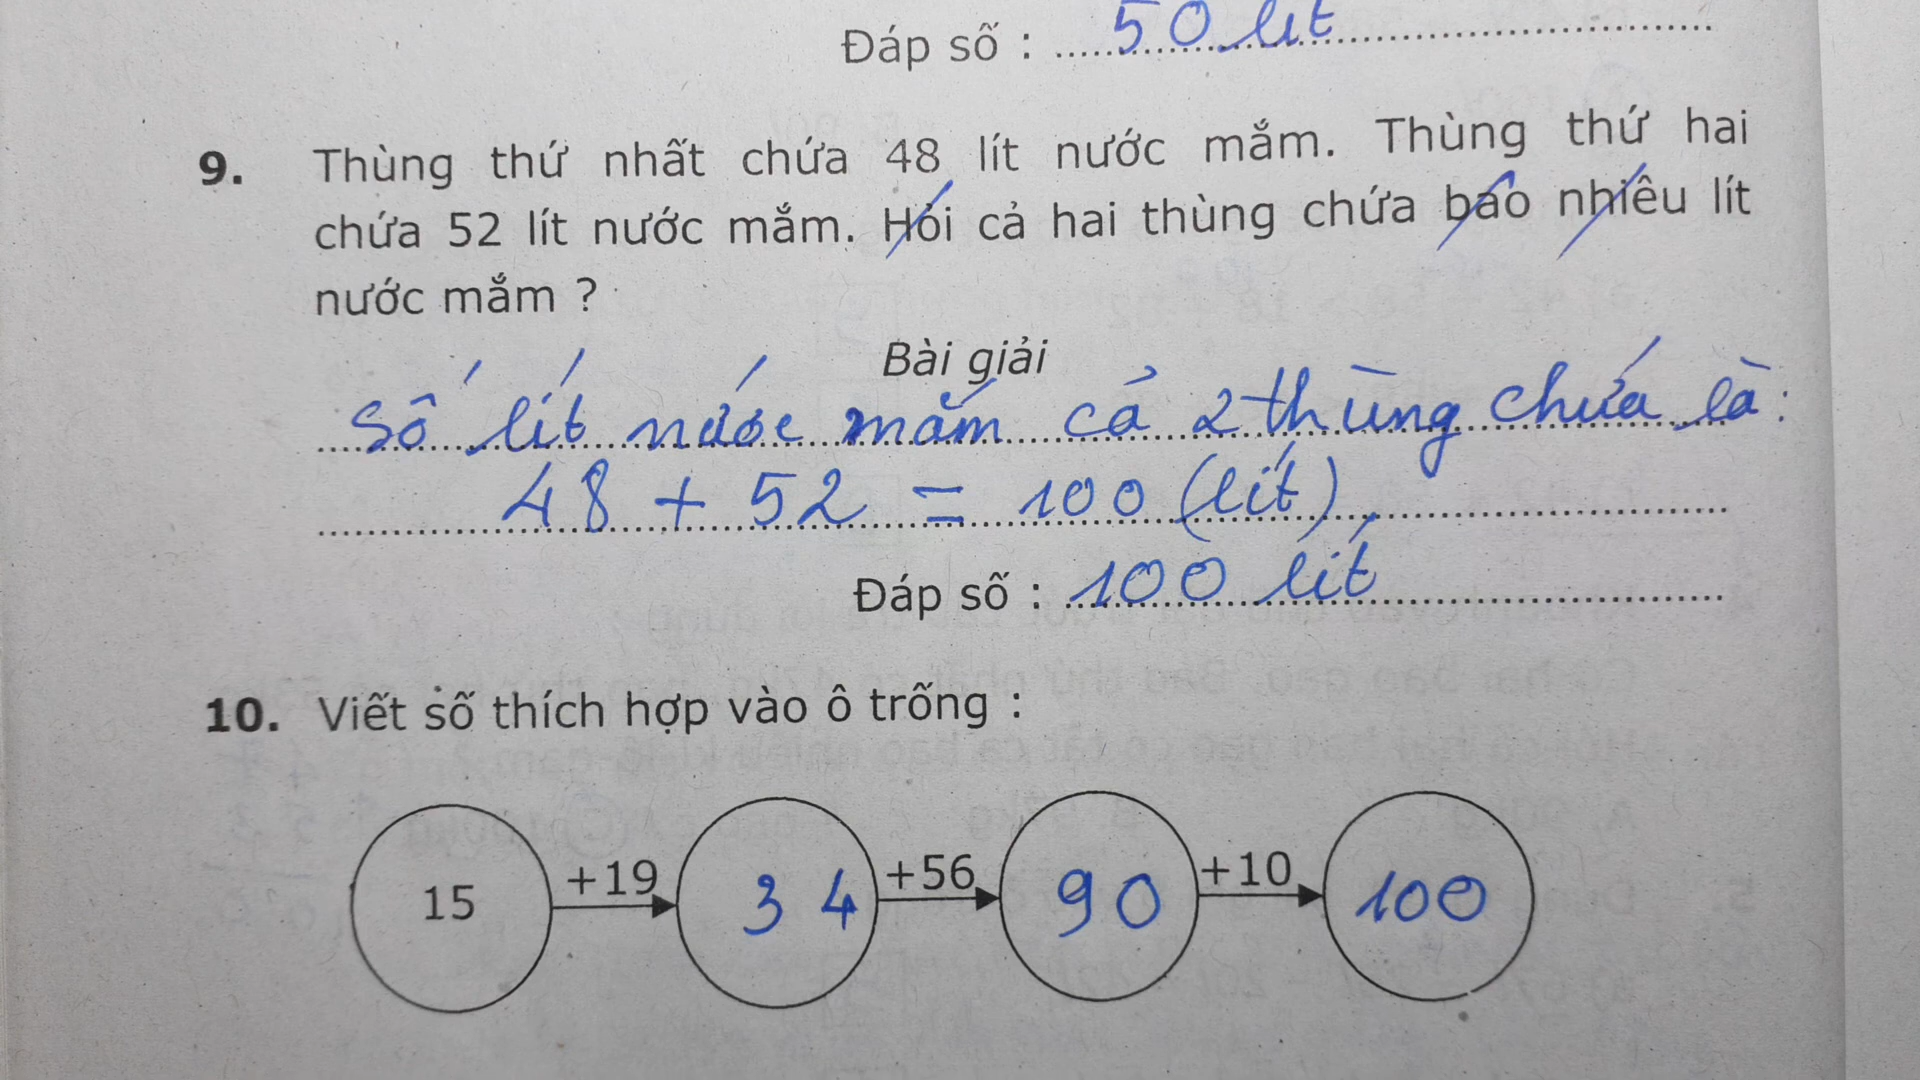 Đáp số : 50 lít
9. Thùng thứ nhất chứa 48 lít nước mắm. Thùng thứ hai
chứa 52 lít nước mắm. Hỏi cả hai thùng chứa bao nhiêu lít
nước mắm ?
Bài giải
Số lít nước mắm cả 2 thùng chứa là :
48 + 52 = 100 (lít)
Đáp số : 100 lít
10. Viết số thích hợp vào ô trống :
15 +19 34 +56 90 +10 100